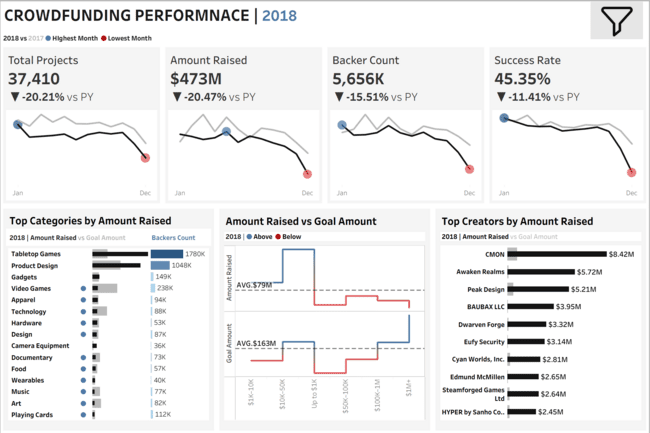 CROWDFUNDING PERFORMNACE | 2018
2018 vs 2017 Highest Month Lowest Month
Total Projects
37,410
▼ -20.21% vs PY
Jan Dec
Amount Raised
$473M
▼ -20.47% vs PY
Jan Dec
Backer Count
5,656K
▼ -15.51% vs PY
Jan Dec
Success Rate
45.35%
▼ -11.41% vs PY
Jan Dec
Top Categories by Amount Raised
2018 | Amount Raised vs Goal Amount Backers Count
Tabletop Games 1780K
Product Design 1048K
Gadgets 149K
Video Games 238K
Apparel 94K
Technology 88K
Hardware 53K
Design 87K
Camera Equipment 36K
Documentary 73K
Food 57K
Wearables 40K
Music 77K
Art 82K
Playing Cards 112K
Amount Raised vs Goal Amount
2018 | Above Below
Amount Raised
AVG.$79M
Goal Amount
AVG.$163M
$1K-10K
$10K-50K
Up to $1K
$50K-100K
$100K-1M
$1M+
Top Creators by Amount Raised
2018 | Amount Raised vs Goal Amount
CMON $8.42M
Awaken Realms $5.72M
Peak Design $5.21M
BAUBAX LLC $3.95M
Dwarven Forge $3.32M
Eufy Security $3.14M
Cyan Worlds, Inc. $2.81M
Edmund McMillen $2.65M
Steamforged Games
Ltd $2.64M
HYPER by Sanho Co.. $2.45M